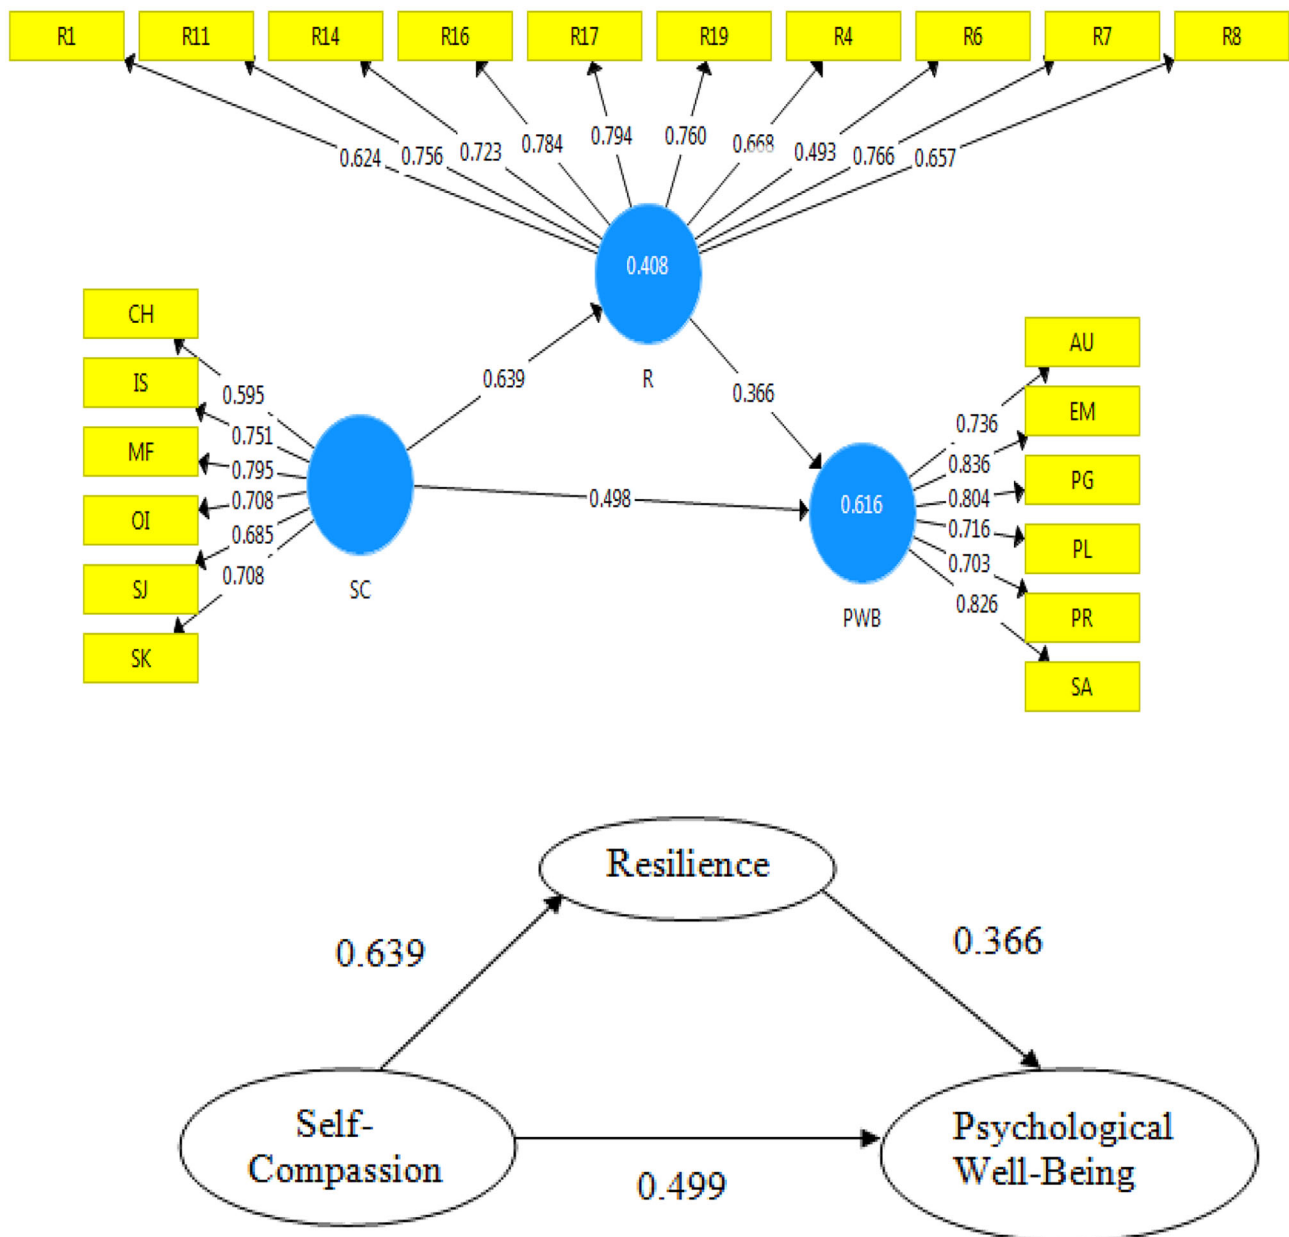 R1 R11 R14 R16 R17 R19 R4 R6 R7 R8
0.624 0.756 0.723 0.784 0.794 0.760 0.668 0.493 0.766 0.657
0.408
R
CH
IS
MF
OI
SJ
SK
0.595
0.751
0.795
0.708
0.685
0.708
SC
0.639
0.366
0.498
0.616
PWB
0.736
0.836
0.804
0.716
0.703
0.826
AU
EM
PG
PL
PR
SA
Resilience
0.639
0.366
Self-
Compassion
Psychological
Well-Being
0.499